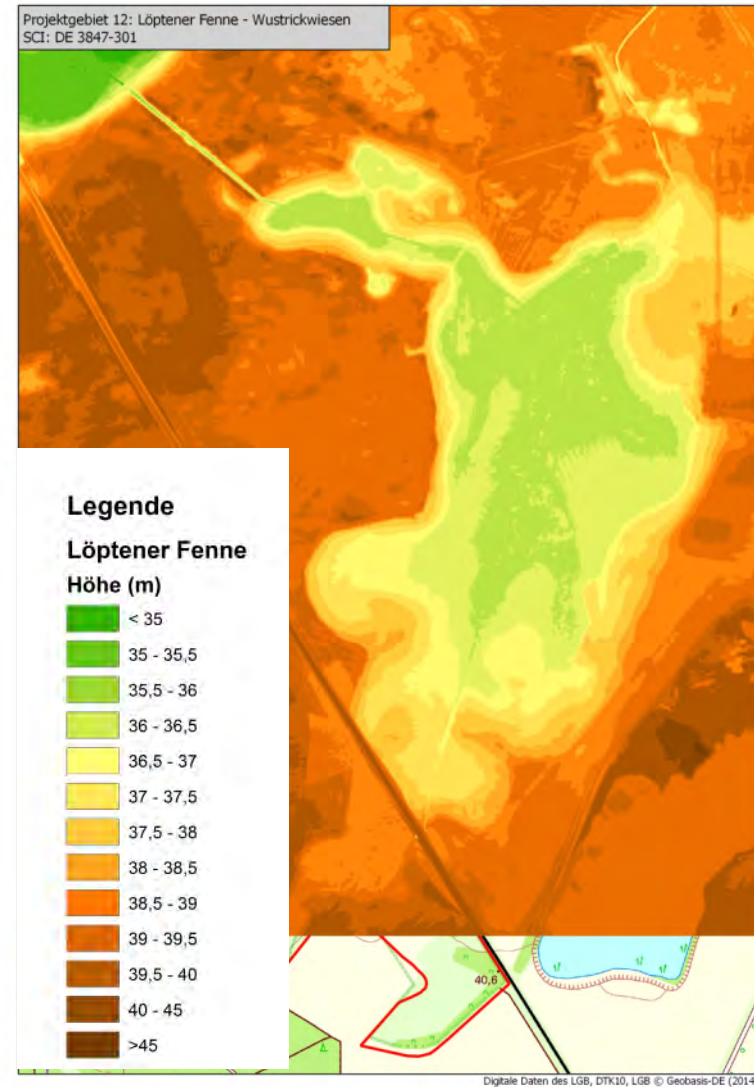 Projektgebiet 12: Löptener Fenne - Wustrickwiesen
SCI: DE 3847-301
Legende
Löptener Fenne
Höhe (m)
< 35
35 - 35,5
35,5 - 36
36 - 36,5
36,5 - 37
37 - 37,5
37,5 - 38
38 - 38,5
38,5 - 39
39 - 39,5
39,5 - 40
40 - 45
>45
40,6
Digitale Daten des LGB, DTK10, LGB © Geobasis-DE (2014